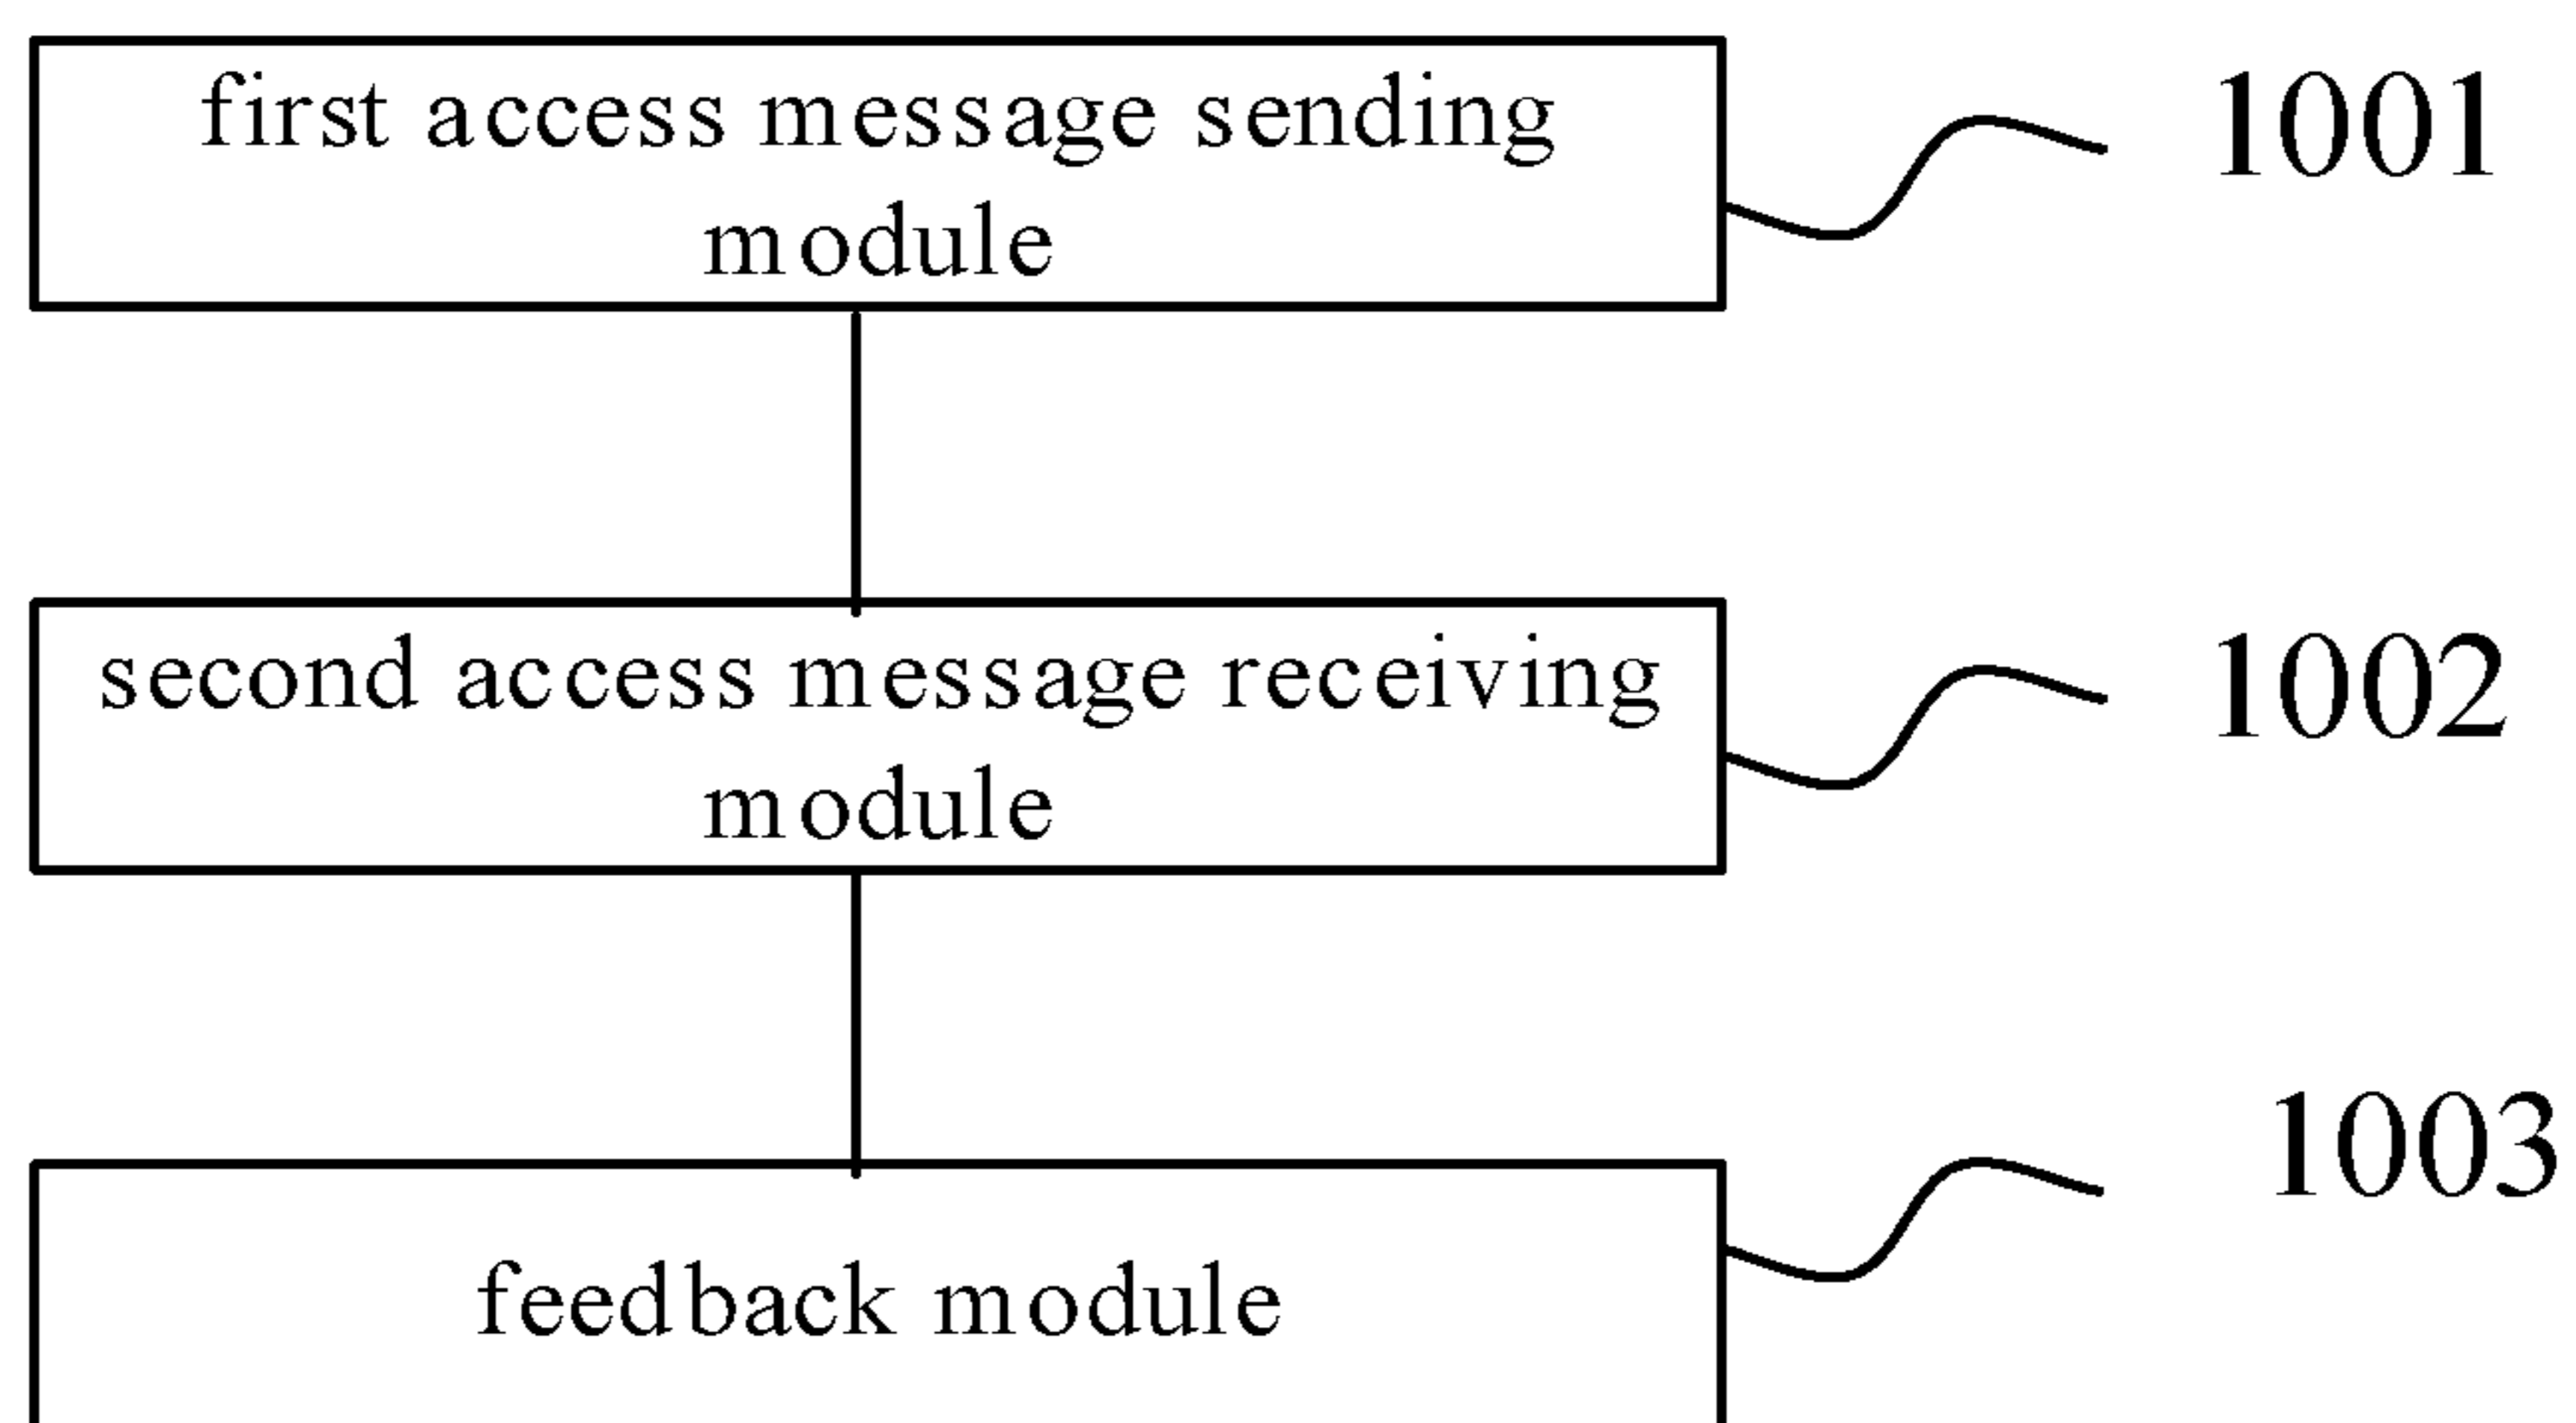 first access message sending
module
1001
second access message receiving
module
1002
1003
feedback module